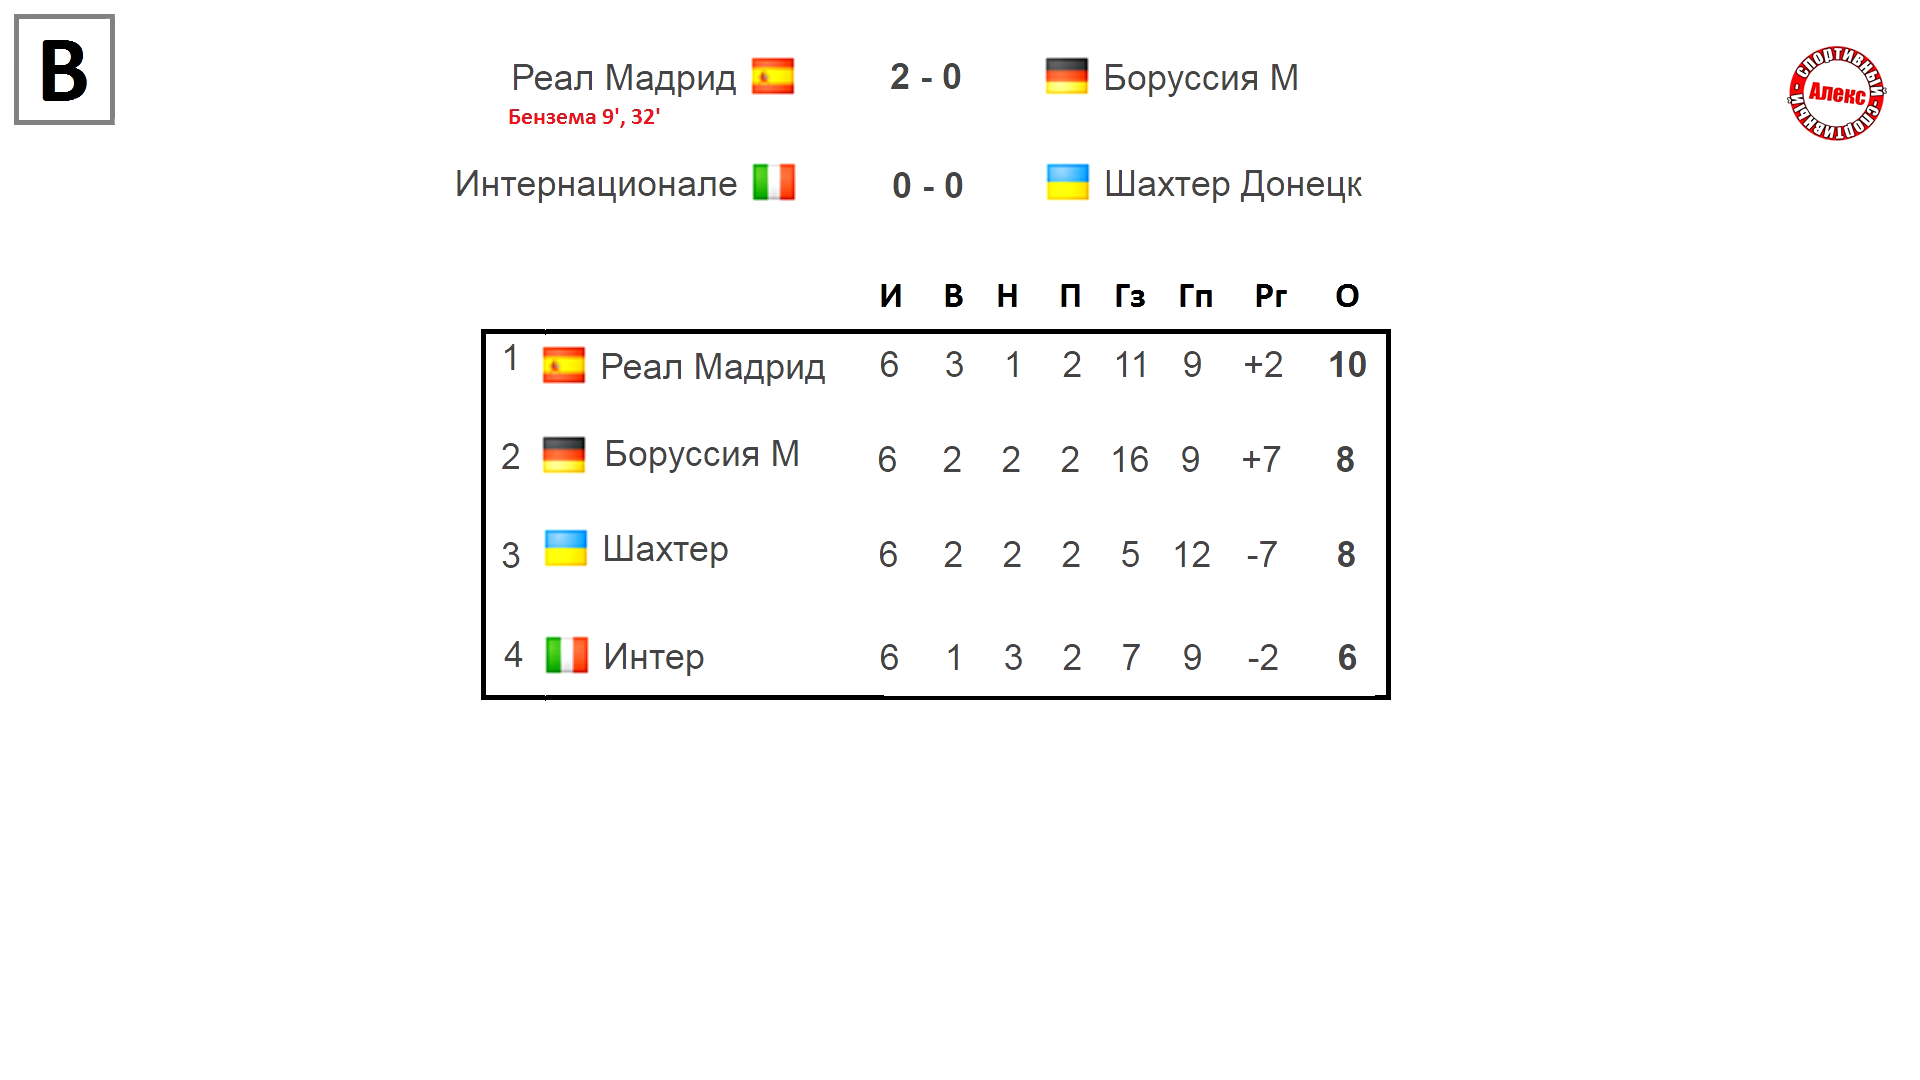 B
Реал Мадрид 2 - 0 Боруссия М
Бензема 9', 32'
Интернационале 0 - 0 Шахтер Донецк
СПОРТИВНЫЙ
Алекс
СПОРТИВНЫЙ
И В Н П Гз Гп Рг О
1 Реал Мадрид 6 3 1 2 11 9 +2 10
2 Боруссия М 6 2 2 2 16 9 +7 8
3 Шахтер 6 2 2 2 5 12 -7 8
4 Интер 6 1 3 2 7 9 -2 6